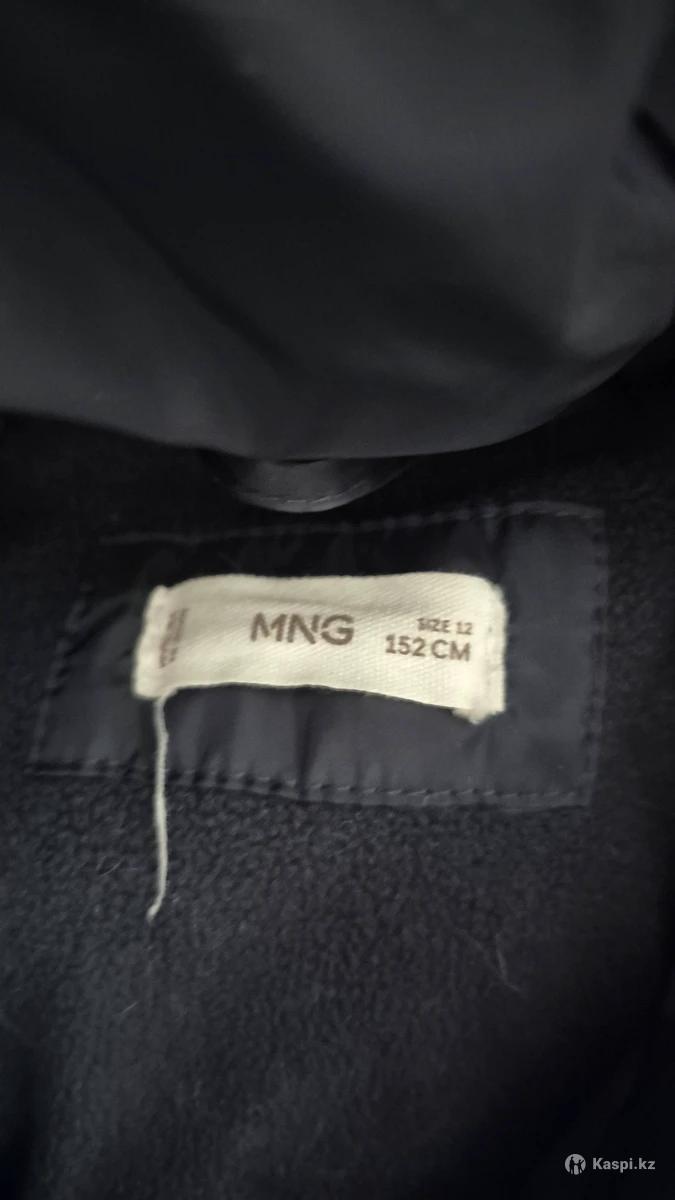 MNG
SIZE 12
152 CM
Kaspi.kz